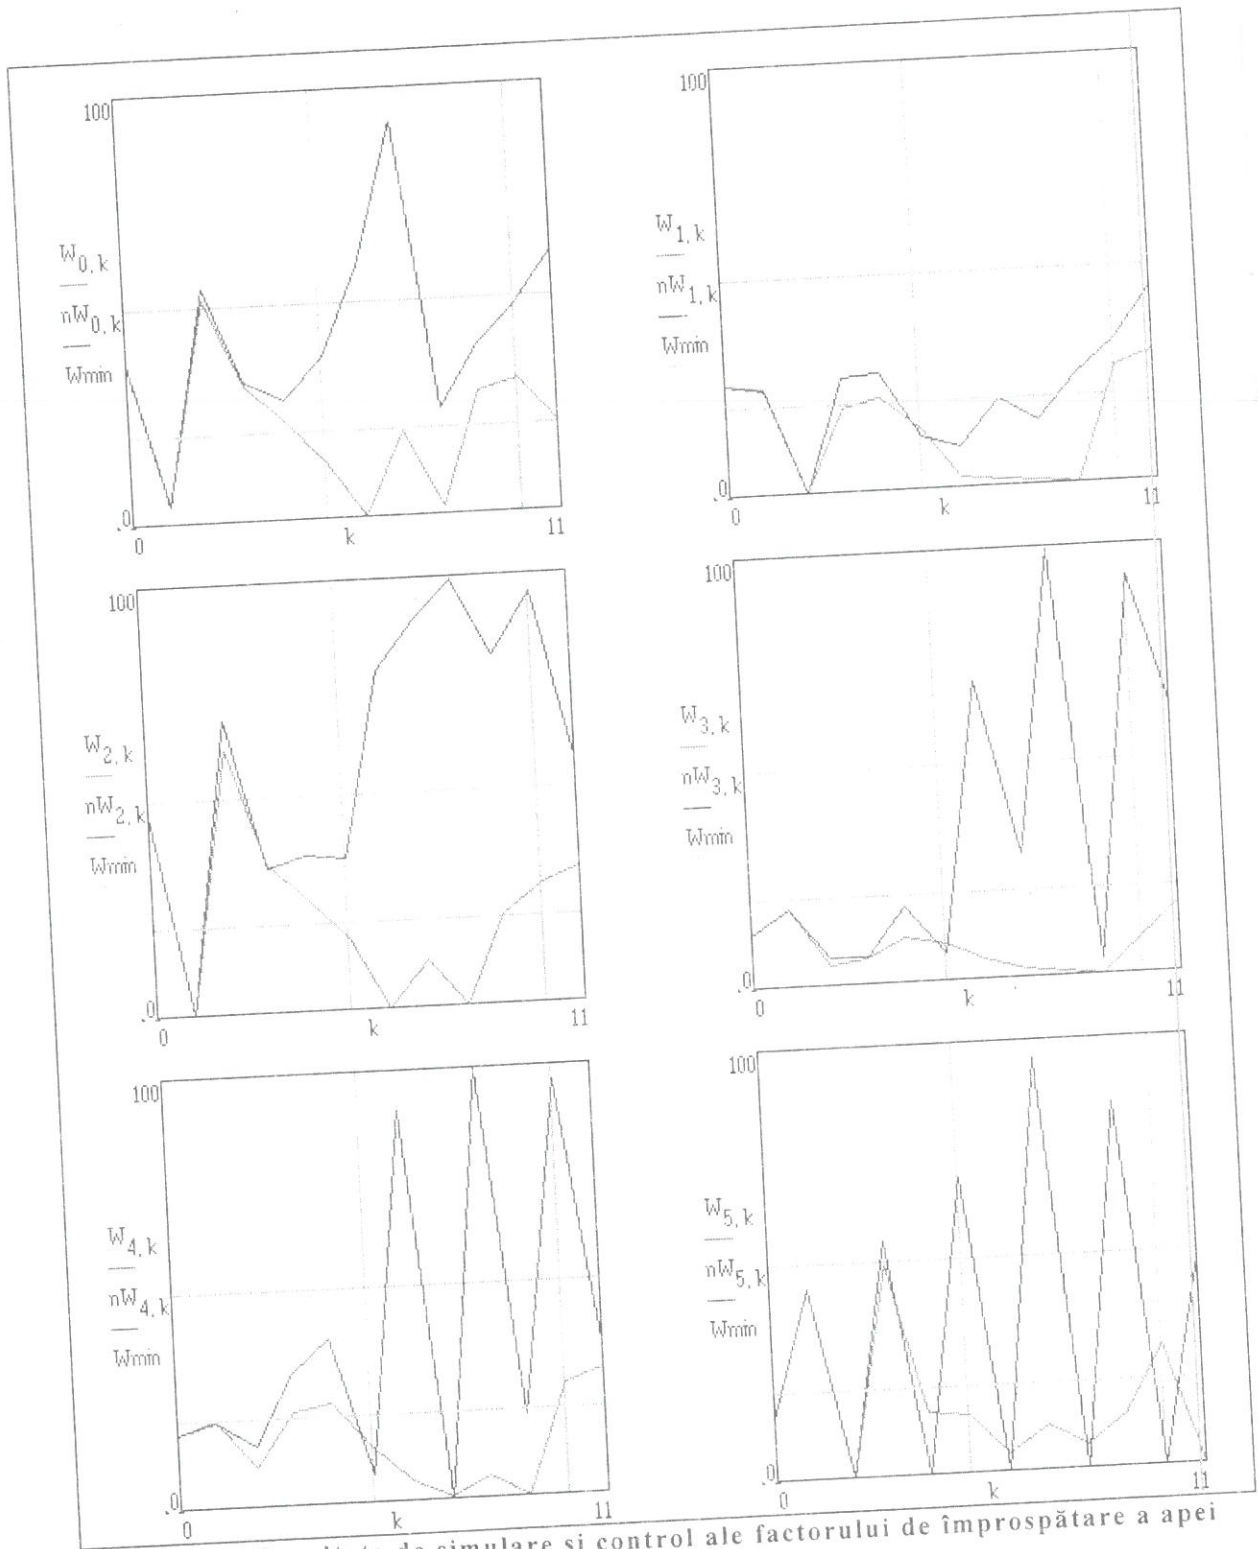 100
W0,k
nW0,k
Wmin
.0
0
k
11
100
W1,k
nW1,k
Wmin
.0
0
k
11
100
W2,k
nW2,k
Wmin
.0
0
k
11
100
W3,k
nW3,k
Wmin
.0
0
k
11
100
W4,k
nW4,k
Wmin
.0
0
k
11
100
W5,k
nW5,k
Wmin
.0
0
k
11
de simulare și control ale factorului de împrospătare a apei